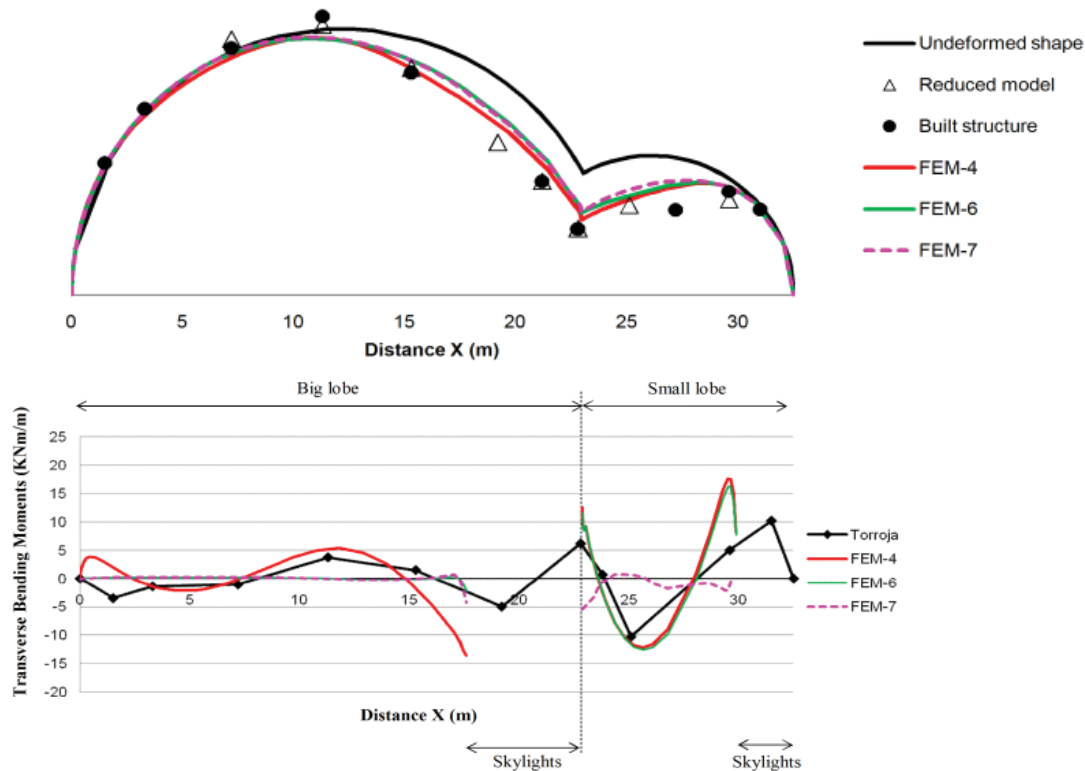 Undeformed shape
Reduced model
Built structure
FEM-4
FEM-6
FEM-7
0 5 10 15 20 25 30
Distance X (m)
Big lobe Small lobe
Transverse Bending Moments (KNm/m)
25
20
15
10
5
0
-5
-10
-15
-20
0 5 10 15 20 25 30
Torroja
FEM-4
FEM-6
FEM-7
Distance X (m)
Skylights Skylights